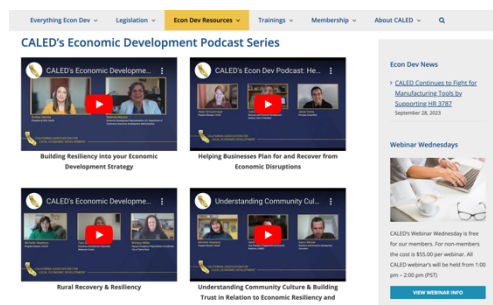 Everything Econ Dev Legislation Econ Dev Resources Trainings Membership About CALED
CALED's Economic Development Podcast Series
CALED's Economic Developme...
CALED's Econ Dev Podcast: He...
Building Resiliency into your Economic
Development Strategy
Helping Businesses Plan for and Recover from
Economic Disruptions
CALED's Economic Developme...
Understanding Community Cul...
Rural Recovery & Resiliency
Understanding Community Culture & Building
Trust in Relation to Economic Resiliency and
Econ Dev News
CALED Continues to Fight for
Manufacturing Tools by
Supporting HR 3787
September 28, 2023
Webinar Wednesdays
CALED's Webinar Wednesday is free
for our members. For non-members
the cost is $55.00 per webinar. All
CALED webinar's will be held from 1:00
pm – 2:00 pm (PST)
VIEW WEBINAR INFO